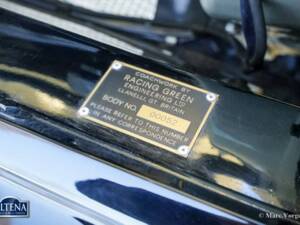 COACHWORK BY
RACING GREEN
ENGINEERING LTD
LLANELLI GT. BRITAIN
BODY NO. 00052
PLEASE REFER TO THIS NUMBER
IN ANY CORRESPONDENCE
ALTENA